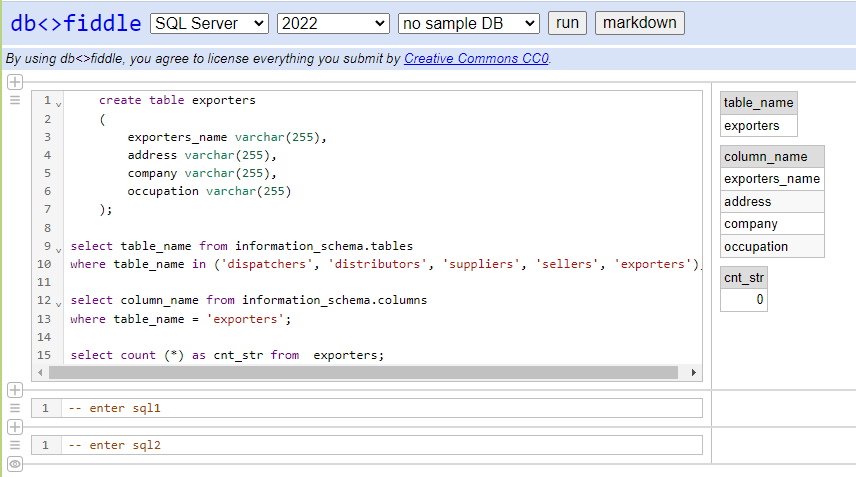 db<>fiddle SQL Server 2022 no sample DB run markdown
By using db<>fiddle, you agree to license everything you submit by Creative Commons CC0.
1 create table exporters
2 (
3 exporters_name varchar(255),
4 address varchar(255),
5 company varchar(255),
6 occupation varchar(255)
7 );
8
9 select table_name from information_schema.tables
10 where table_name in ('dispatchers', 'distributors', 'suppliers', 'sellers', 'exporters')
11
12 select column_name from information_schema.columns
13 where table_name = 'exporters';
14
15 select count (*) as cnt_str from  exporters;
1 -- enter sql1
1 -- enter sql2
table_name
exporters
column_name
exporters_name
address
company
occupation
cnt_str
0